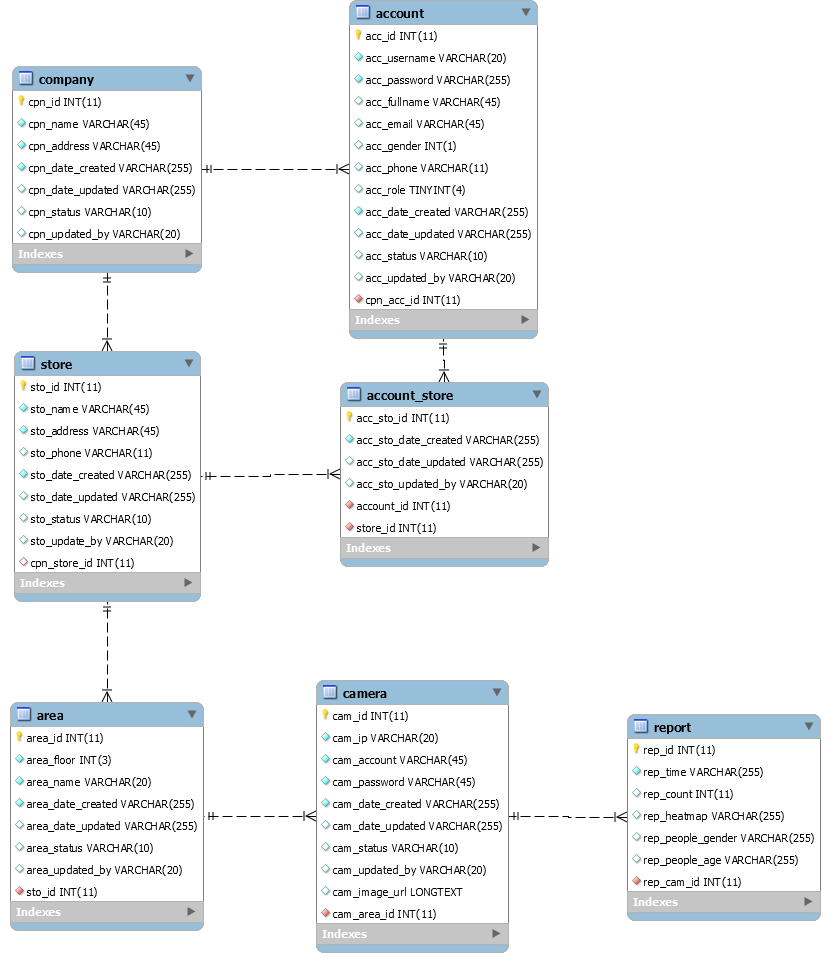 account
acc_id INT(11)
acc_username VARCHAR(20)
acc_password VARCHAR(255)
acc_fullname VARCHAR(45)
acc_email VARCHAR(45)
acc_gender INT(1)
acc_phone VARCHAR(11)
acc_role TINYINT(4)
acc_date_created VARCHAR(255)
acc_date_updated VARCHAR(255)
acc_status VARCHAR(10)
acc_updated_by VARCHAR(20)
cpn_acc_id INT(11)
Indexes
company
cpn_id INT(11)
cpn_name VARCHAR(45)
cpn_address VARCHAR(45)
cpn_date_created VARCHAR(255)
cpn_date_updated VARCHAR(255)
cpn_status VARCHAR(10)
cpn_updated_by VARCHAR(20)
Indexes
store
sto_id INT(11)
sto_name VARCHAR(45)
sto_address VARCHAR(45)
sto_phone VARCHAR(11)
sto_date_created VARCHAR(255)
sto_date_updated VARCHAR(255)
sto_status VARCHAR(10)
sto_update_by VARCHAR(20)
cpn_store_id INT(11)
Indexes
account_store
acc_sto_id INT(11)
acc_sto_date_created VARCHAR(255)
acc_sto_date_updated VARCHAR(255)
acc_sto_updated_by VARCHAR(20)
account_id INT(11)
store_id INT(11)
Indexes
area
area_id INT(11)
area_floor INT(3)
area_name VARCHAR(20)
area_date_created VARCHAR(255)
area_date_updated VARCHAR(255)
area_status VARCHAR(10)
area_updated_by VARCHAR(20)
sto_id INT(11)
Indexes
camera
cam_id INT(11)
cam_ip VARCHAR(20)
cam_account VARCHAR(45)
cam_password VARCHAR(45)
cam_date_created VARCHAR(255)
cam_date_updated VARCHAR(255)
cam_status VARCHAR(10)
cam_updated_by VARCHAR(20)
cam_image_url LONGTEXT
cam_area_id INT(11)
Indexes
report
rep_id INT(11)
rep_time VARCHAR(255)
rep_count INT(11)
rep_heatmap VARCHAR(255)
rep_people_gender VARCHAR(255)
rep_people_age VARCHAR(255)
rep_cam_id INT(11)
Indexes